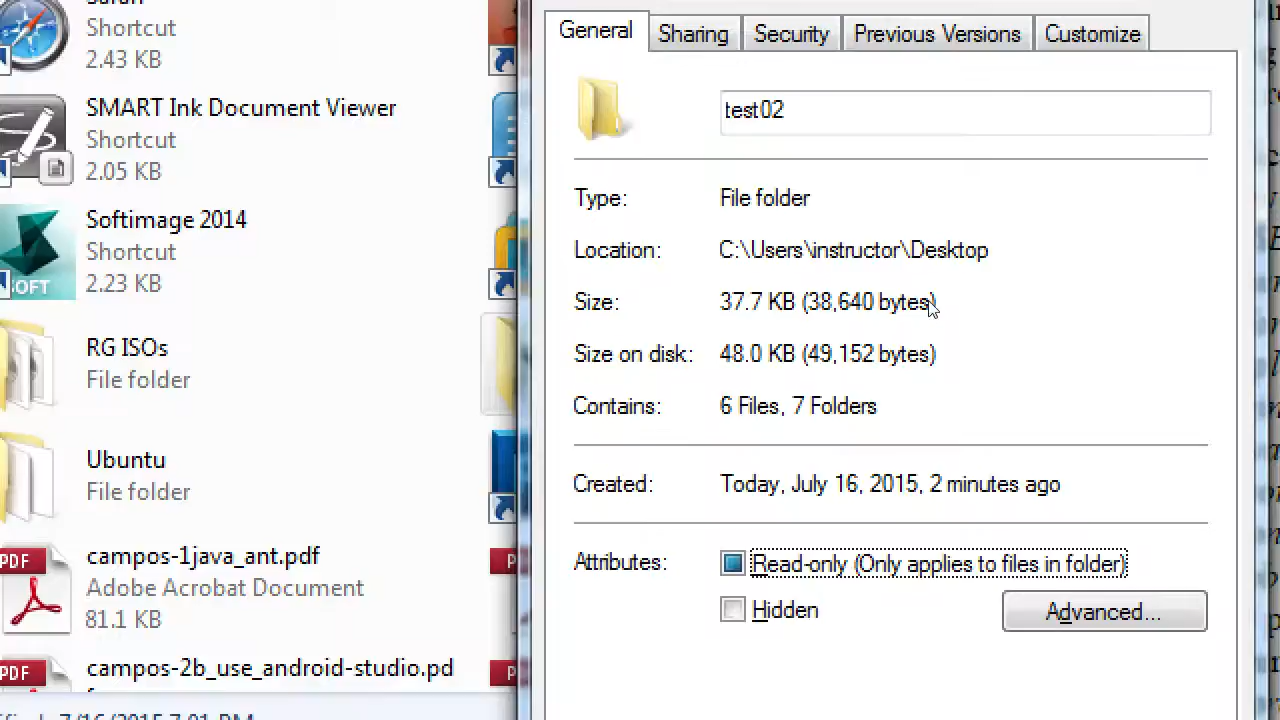 Shortcut
2.43 KB
SMART Ink Document Viewer
Shortcut
2.05 KB
Softimage 2014
Shortcut
2.23 KB
SOFT
RG ISOs
File folder
Ubuntu
File folder
PDF
campos-1java_ant.pdf
Adobe Acrobat Document
81.1 KB
PDF
campos-2b_use_android-studio.pd
General
Sharing
Security
Previous Versions
Customize
test02
Type: File folder
Location: C:\Users\instructor\Desktop
Size: 37.7 KB (38,640 bytes)
Size on disk: 48.0 KB (49,152 bytes)
Contains: 6 Files, 7 Folders
Created: Today, July 16, 2015, 2 minutes ago
Attributes: Read-only (Only applies to files in folder)
Hidden
Advanced...